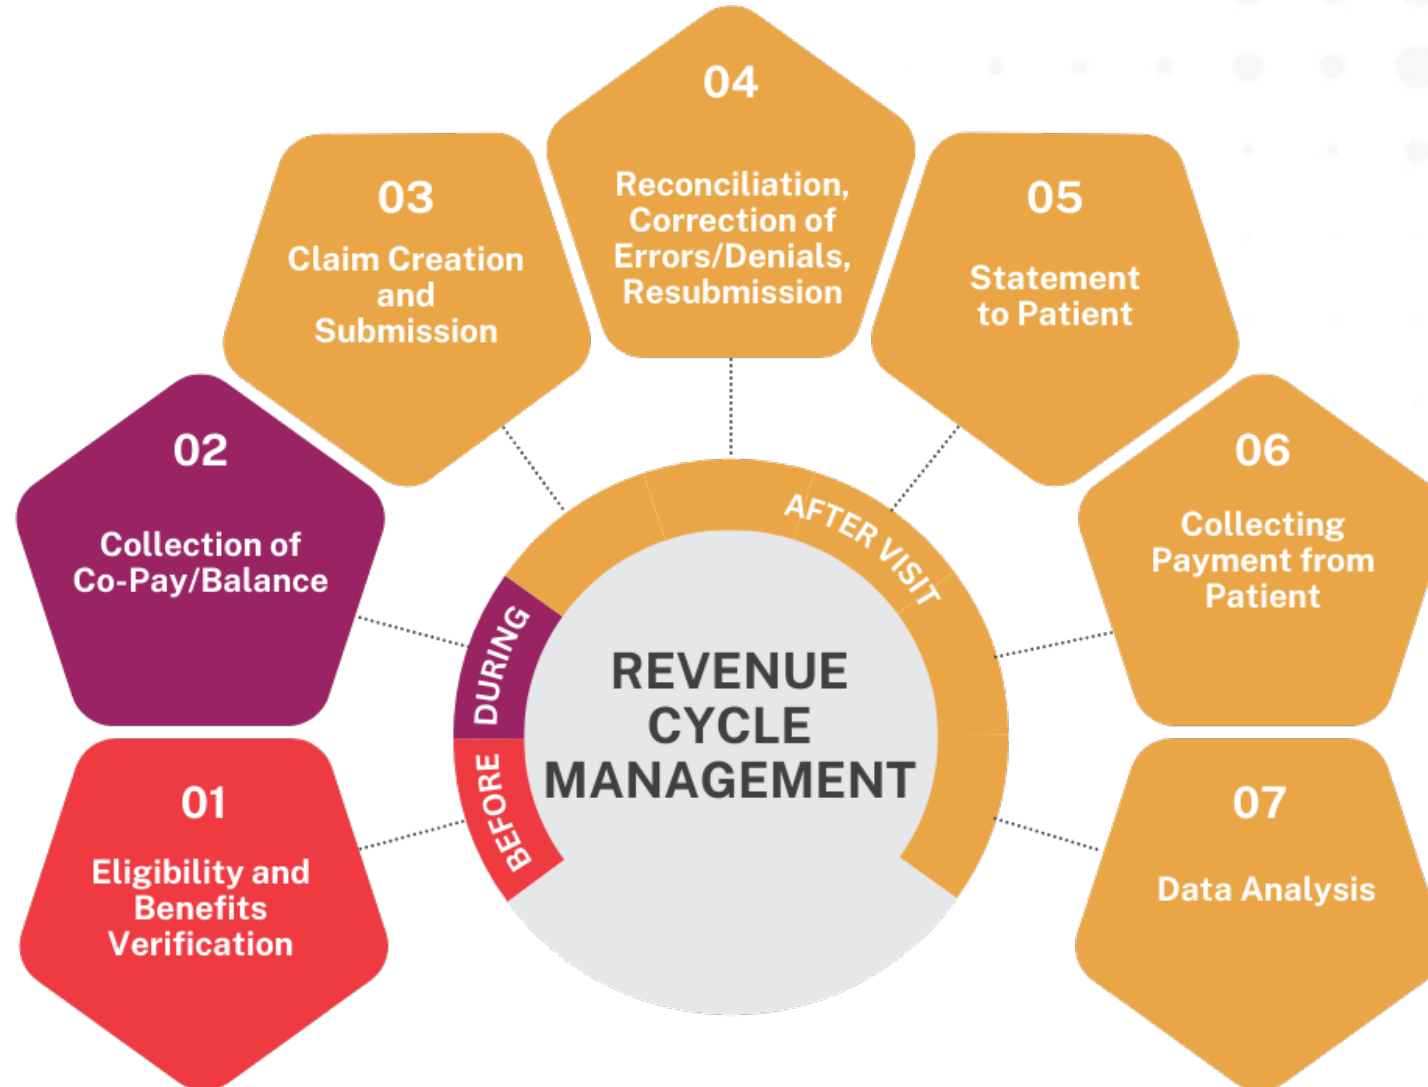 01
Eligibility and
Benefits
Verification
02
Collection of
Co-Pay/Balance
03
Claim Creation
and
Submission
04
Reconciliation,
Correction of
Errors/Denials,
Resubmission
05
Statement
to Patient
06
Collecting
Payment from
Patient
07
Data Analysis
BEFORE
DURING
AFTER VISIT
REVENUE
CYCLE
MANAGEMENT